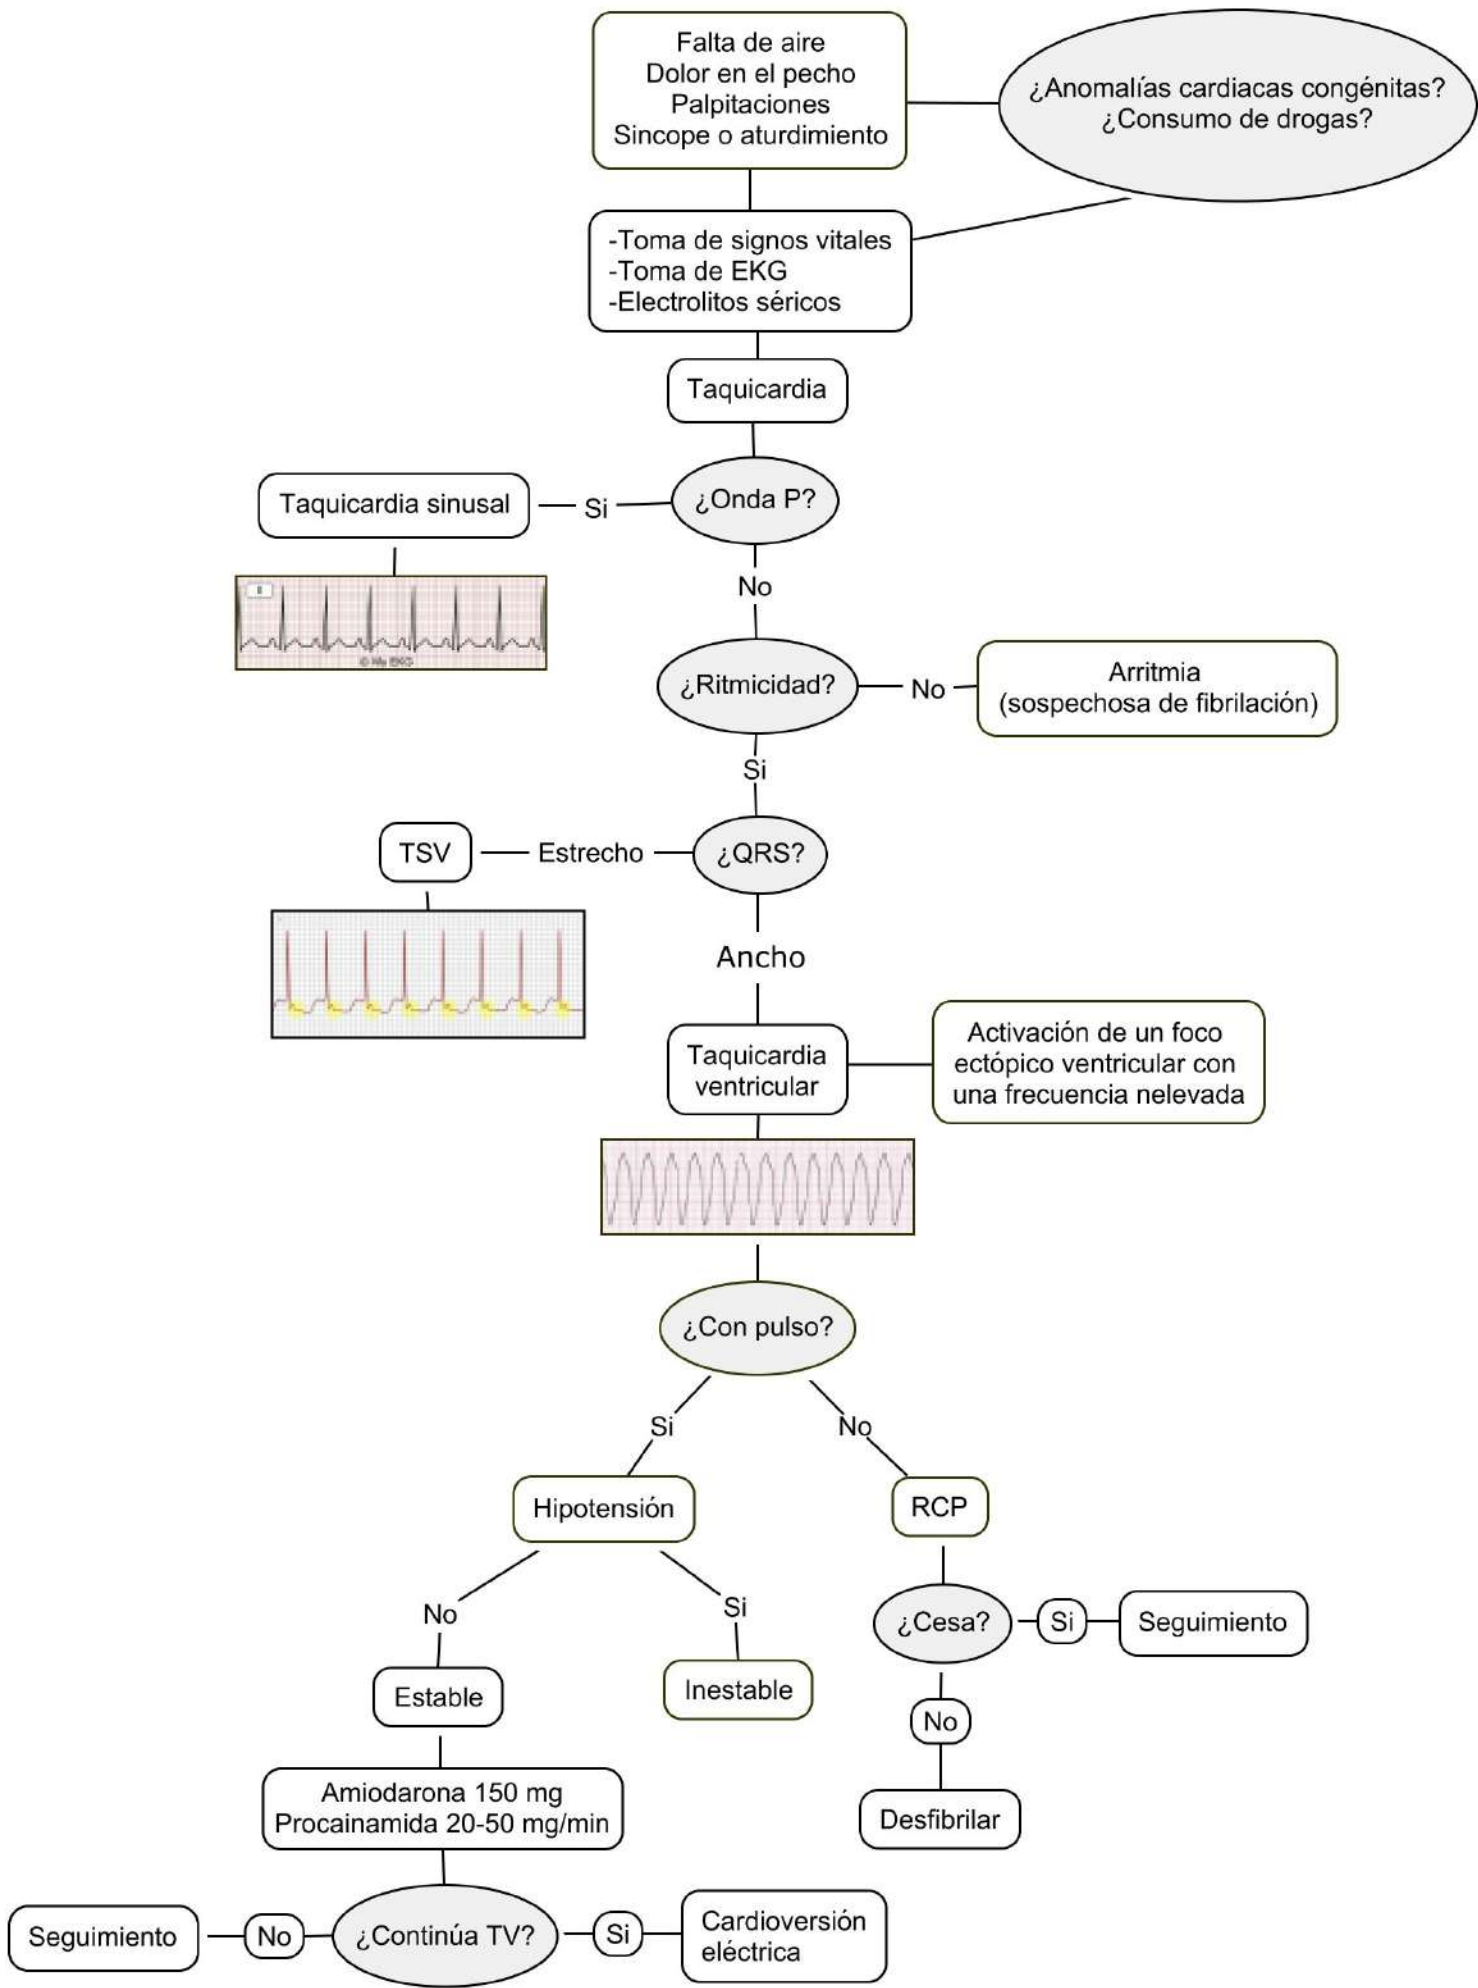 Falta de aire
Dolor en el pecho
Palpitaciones
Sincope o aturdimiento
¿Anomalías cardiacas congénitas?
¿Consumo de drogas?
-Toma de signos vitales
-Toma de EKG
-Electrolitos séricos
Taquicardia
¿Onda P?
Si
Taquicardia sinusal
II
© My EKG
No
¿Ritmicidad?
No
Arritmia
(sospechosa de fibrilación)
Si
¿QRS?
Estrecho
TSV
Ancho
Taquicardia
ventricular
Activación de un foco
ectópico ventricular con
una frecuencia nelevada
¿Con pulso?
Si
No
Hipotensión
RCP
No
Si
¿Cesa?
Si
Seguimiento
Estable
Inestable
No
Amiodarona 150 mg
Procainamida 20-50 mg/min
Desfibrilar
Seguimiento
No
¿Continúa TV?
Si
Cardioversión
eléctrica